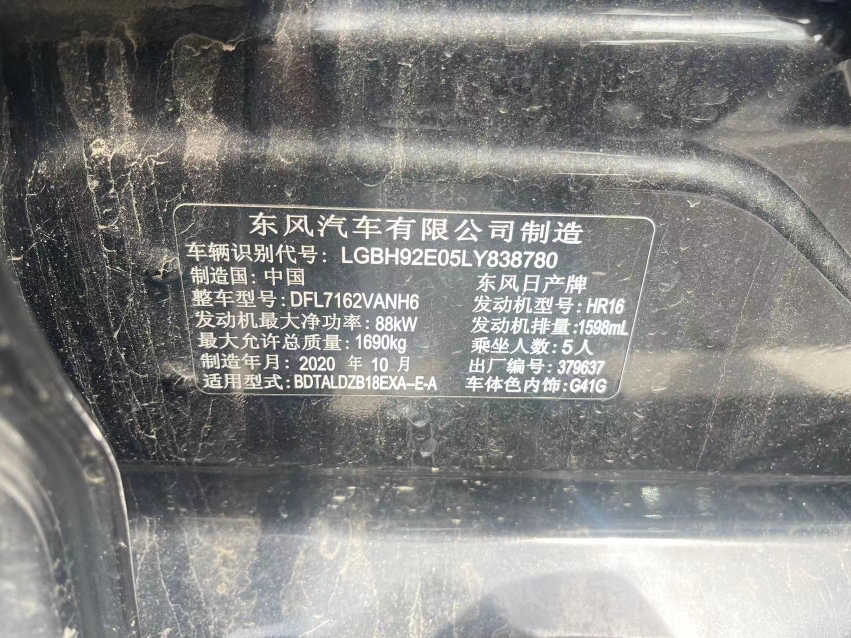 东风汽车有限公司制造
车辆识别代号: LGBH92E05LY838780
制造国: 中国 东风日产牌
整车型号: DFL7162VANH6 发动机型号: HR16
发动机最大净功率: 88kW 发动机排量: 1598mL
最大允许总质量: 1690kg 乘坐人数: 5人
制造年月: 2020 年 10 月 出厂编号: 379637
适用型式: BDTALDZB18EXA-E-A 车体色内饰: G41G